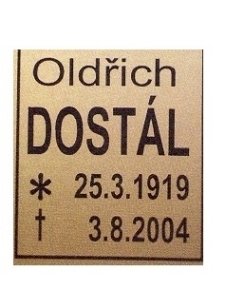 Oldřich
DOSTÁL
* 25.3.1919
† 3.8.2004